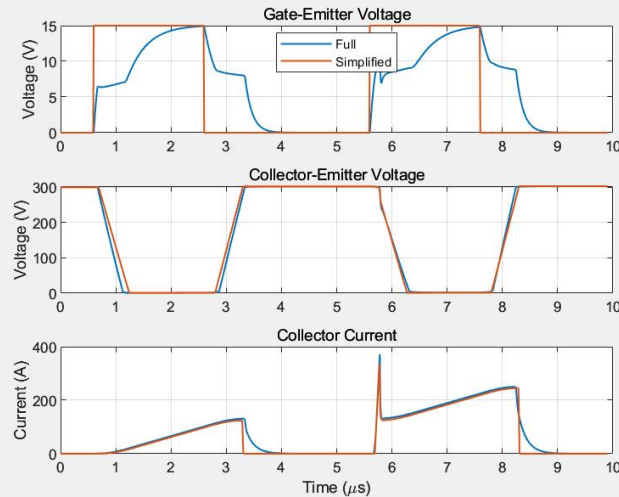 Gate-Emitter Voltage
Voltage (V)
15
10
5
0
Full
Simplified
0 1 2 3 4 5 6 7 8 9 10
Collector-Emitter Voltage
Voltage (V)
300
200
100
0
0 1 2 3 4 5 6 7 8 9 10
Collector Current
Current (A)
400
200
0
0 1 2 3 4 5 6 7 8 9 10
Time (μs)